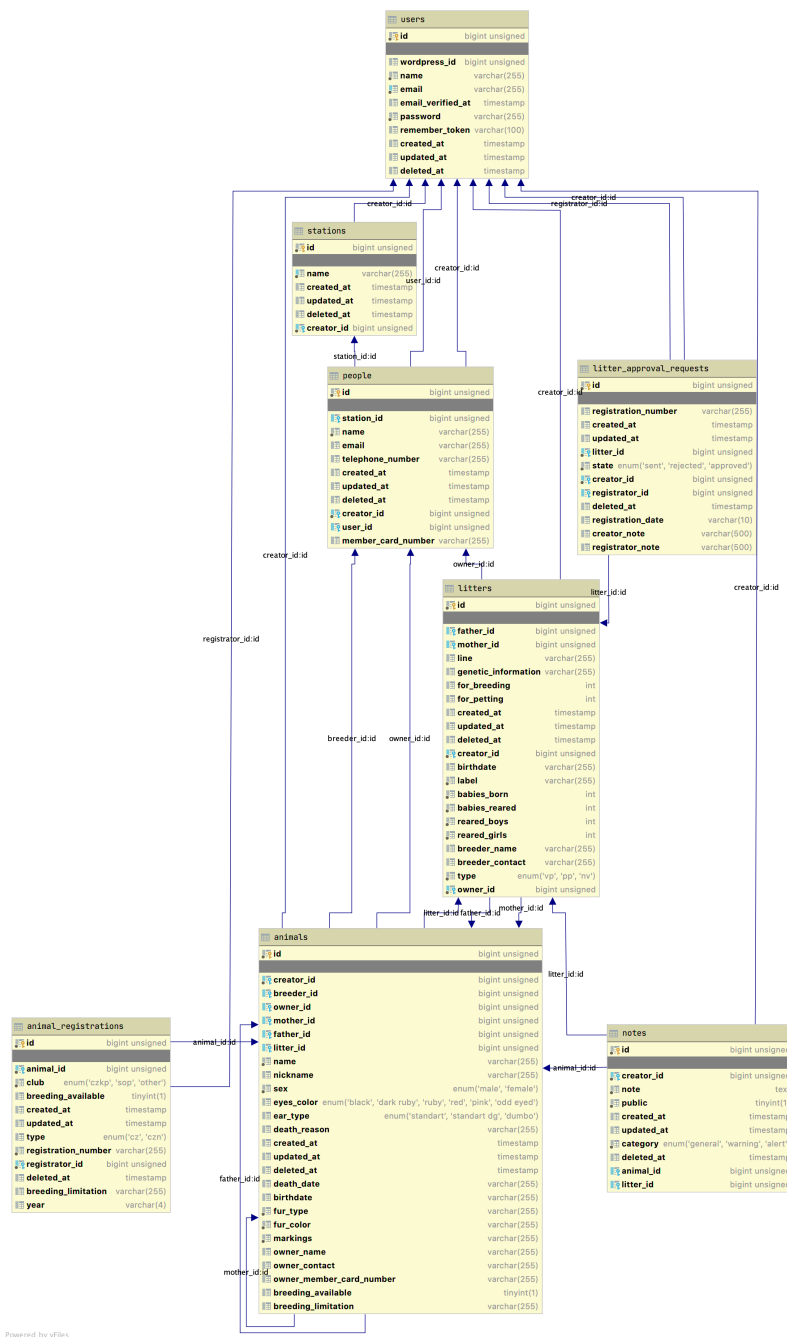 users
id bigint unsigned
wordpress_id bigint unsigned
name varchar(255)
email varchar(255)
email_verified_at timestamp
password varchar(255)
remember_token varchar(100)
created_at timestamp
updated_at timestamp
deleted_at timestamp
creator_id:id
registrator_id:id
creator_id:id
stations
id bigint unsigned
name varchar(255)
created_at timestamp
updated_at timestamp
deleted_at timestamp
creator_id bigint unsigned
creator_id:id
user_id:id
station_id:id
people
id bigint unsigned
station_id bigint unsigned
name varchar(255)
email varchar(255)
telephone_number varchar(255)
created_at timestamp
updated_at timestamp
deleted_at timestamp
creator_id bigint unsigned
user_id bigint unsigned
member_card_number varchar(255)
litter_approval_requests
id bigint unsigned
registration_number varchar(255)
created_at timestamp
updated_at timestamp
litter_id bigint unsigned
state enum('sent', 'rejected', 'approved')
creator_id bigint unsigned
registrator_id bigint unsigned
deleted_at timestamp
registration_date varchar(10)
creator_note varchar(500)
registrator_note varchar(500)
creator_id:id
creator_id:id
owner_id:id
litter_id:id
creator_id:id
registrator_id:id
litters
id bigint unsigned
father_id bigint unsigned
mother_id bigint unsigned
line varchar(255)
genetic_information varchar(255)
for_breeding int
for_petting int
created_at timestamp
updated_at timestamp
deleted_at timestamp
creator_id bigint unsigned
birthdate varchar(255)
label varchar(255)
babies_born int
babies_reared int
reared_boys int
reared_girls int
breeder_name varchar(255)
breeder_contact varchar(255)
type enum('vp', 'pp', 'nv')
owner_id bigint unsigned
breeder_id:id
owner_id:id
litter_id:id
father_id:id
mother_id:id
litter_id:id
animals
id bigint unsigned
creator_id bigint unsigned
breeder_id bigint unsigned
owner_id bigint unsigned
mother_id bigint unsigned
father_id bigint unsigned
litter_id bigint unsigned
name varchar(255)
nickname varchar(255)
sex enum('male', 'female')
eyes_color enum('black', 'dark ruby', 'ruby', 'red', 'pink', 'odd eyed')
ear_type enum('standart', 'standart dg', 'dumbo')
death_reason varchar(255)
created_at timestamp
updated_at timestamp
deleted_at timestamp
death_date varchar(255)
birthdate varchar(255)
fur_type varchar(255)
fur_color varchar(255)
markings varchar(255)
owner_name varchar(255)
owner_contact varchar(255)
owner_member_card_number varchar(255)
breeding_available tinyint(1)
breeding_limitation varchar(255)
animal_registrations
id bigint unsigned
animal_id bigint unsigned
club enum('czkp', 'sop', 'other')
breeding_available tinyint(1)
created_at timestamp
updated_at timestamp
type enum('cz', 'czn')
registration_number varchar(255)
registrator_id bigint unsigned
deleted_at timestamp
breeding_limitation varchar(255)
year varchar(4)
animal_id:id
animal_id:id
father_id:id
mother_id:id
notes
id bigint unsigned
creator_id bigint unsigned
note tex
public tinyint(1
created_at timestamp
updated_at timestamp
category enum('general', 'warning', 'alert'
deleted_at timestamp
animal_id bigint unsigned
litter_id bigint unsigned
Powered by yFiles